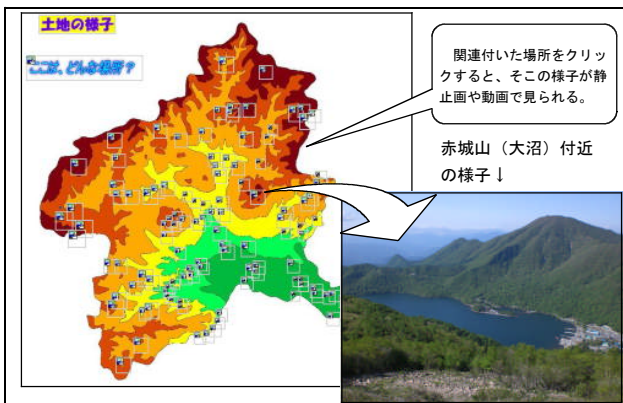 土地の様子
ここは、どんな場所？
関連付いた場所をクリッ
クすると、そこの様子が静
止画や動画で見られる。
赤城山（大沼）付近
の様子↓